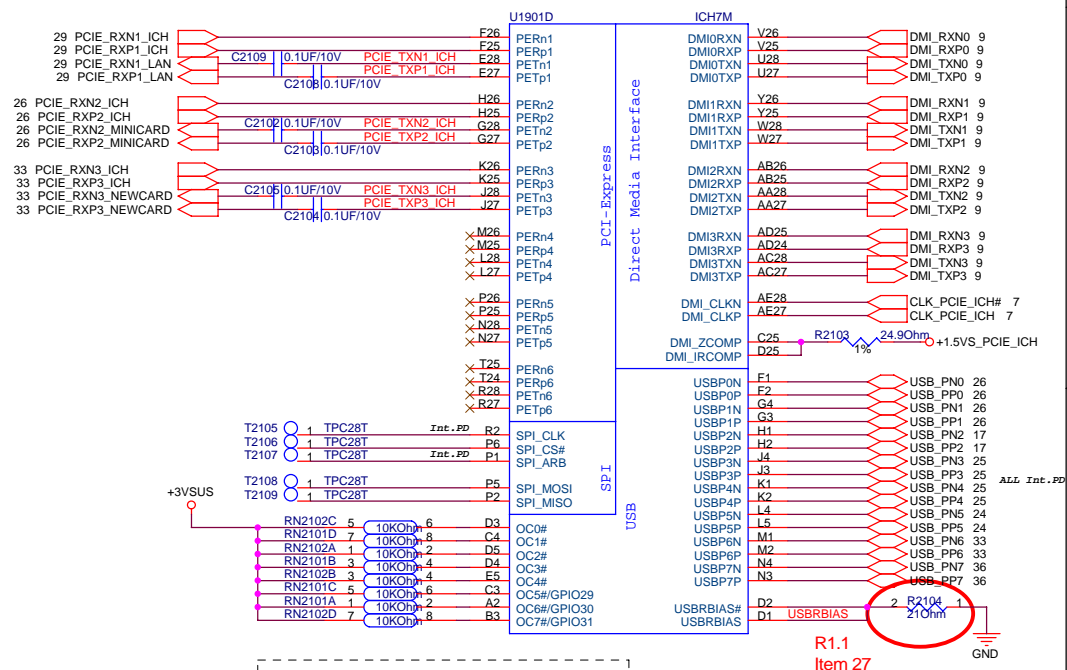 U1901D ICH7M
29 PCIE_RXN1_ICH F26 PERn1 DMI0RXN V26 DMI_RXN0 9
29 PCIE_RXP1_ICH F25 PERp1 DMI0RXP V25 DMI_RXP0 9
29 PCIE_RXN1_LAN C2109 0.1UF/10V PCIE_TXN1_ICH E28 PETn1 DMI0TXN U28 DMI_TXN0 9
29 PCIE_RXP1_LAN PCIE_TXP1_ICH E27 PETp1 DMI0TXP U27 DMI_TXP0 9
C2108 0.1UF/10V
26 PCIE_RXN2_ICH H26 PERn2 DMI1RXN Y26 DMI_RXN1 9
26 PCIE_RXP2_ICH H25 PERp2 DMI1RXP Y25 DMI_RXP1 9
26 PCIE_RXN2_MINICARD C2102 0.1UF/10V PCIE_TXN2_ICH G28 PETn2 DMI1TXN W28 DMI_TXN1 9
26 PCIE_RXP2_MINICARD PCIE_TXP2_ICH G27 PETp2 DMI1TXP W27 DMI_TXP1 9
C2103 0.1UF/10V
33 PCIE_RXN3_ICH K26 PERn3 DMI2RXN AB26 DMI_RXN2 9
33 PCIE_RXP3_ICH K25 PERp3 DMI2RXP AB25 DMI_RXP2 9
33 PCIE_RXN3_NEWCARD C2105 0.1UF/10V PCIE_TXN3_ICH J28 PETn3 DMI2TXN AA28 DMI_TXN2 9
33 PCIE_RXP3_NEWCARD PCIE_TXP3_ICH J27 PETp3 DMI2TXP AA27 DMI_TXP2 9
C2104 0.1UF/10V
PCI-Express
Direct Media Interface
M26 PERn4 DMI3RXN AD25 DMI_RXN3 9
M25 PERp4 DMI3RXP AD24 DMI_RXP3 9
L28 PETn4 DMI3TXN AC28 DMI_TXN3 9
L27 PETp4 DMI3TXP AC27 DMI_TXP3 9
P26 PERn5 DMI_CLKN AE28 CLK_PCIE_ICH# 7
P25 PERp5 DMI_CLKP AE27 CLK_PCIE_ICH 7
N28 PETn5
N27 PETp5 DMI_ZCOMP C25 R2103 24.9Ohm +1.5VS_PCIE_ICH
DMI_IRCOMP D25 1%
T25 PERn6
T24 PERp6 USBP0N F1 USB_PN0 26
R28 PETn6 USBP0P F2 USB_PP0 26
R27 PETp6 USBP1N G4 USB_PN1 26
USBP1P G3 USB_PP1 26
T2105 1 TPC28T Int.PD R2 SPI_CLK USBP2N H1 USB_PN2 17
T2106 1 TPC28T P6 SPI_CS# USBP2P H2 USB_PP2 17
T2107 1 TPC28T Int.PD P1 SPI_ARB USBP3N J4 USB_PN3 25
USBP3P J3 USB_PP3 25
T2108 1 TPC28T P5 SPI_MOSI USBP4N K1 USB_PN4 25 ALL Int.PD
T2109 1 TPC28T P2 SPI_MISO USBP4P K2 USB_PP4 25
SPI
USB
USBP5N L4 USB_PN5 24
+3VSUS
RN2102C 5 10KOhm 6 D3 OC0# USBP5P L5 USB_PP5 24
RN2101D 7 10KOhm 8 C4 OC1# USBP6N M1 USB_PN6 33
RN2102A 1 10KOhm 2 D5 OC2# USBP6P M2 USB_PP6 33
RN2101B 3 10KOhm 4 D4 OC3# USBP7N N4 USB_PN7 36
RN2102B 3 10KOhm 4 E5 OC4# USBP7P N3 USB_PP7 36
RN2101C 5 10KOhm 6 C3 OC5#/GPIO29
RN2101A 1 10KOhm 2 A2 OC6#/GPIO30 USBRBIAS# D2 2 R2104 1
RN2102D 7 10KOhm 8 B3 OC7#/GPIO31 USBRBIAS D1 USBRBIAS 21Ohm
GND
R1.1
Item 27